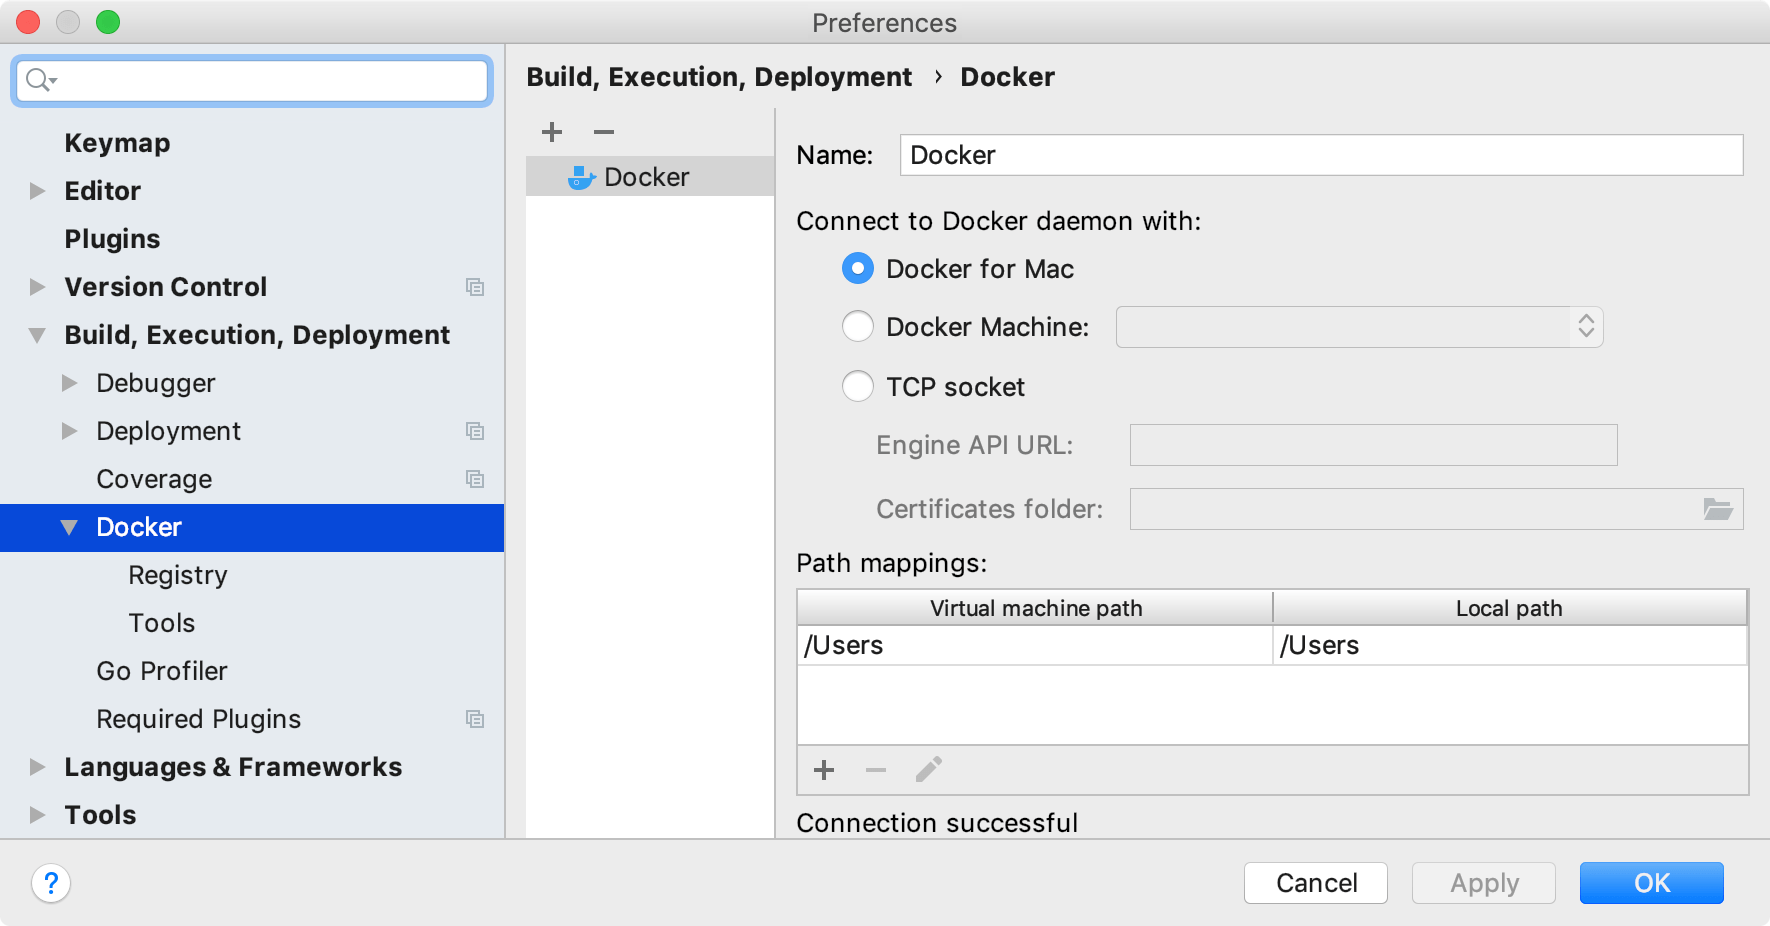 Preferences
Keymap
Editor
Plugins
Version Control
Build, Execution, Deployment
Debugger
Deployment
Coverage
Docker
Registry
Tools
Go Profiler
Required Plugins
Languages & Frameworks
Tools
Build, Execution, Deployment › Docker
Docker
Name: Docker
Connect to Docker daemon with:
Docker for Mac
Docker Machine:
TCP socket
Engine API URL:
Certificates folder:
Path mappings:
Virtual machine path Local path
/Users /Users
Connection successful
? Cancel Apply OK